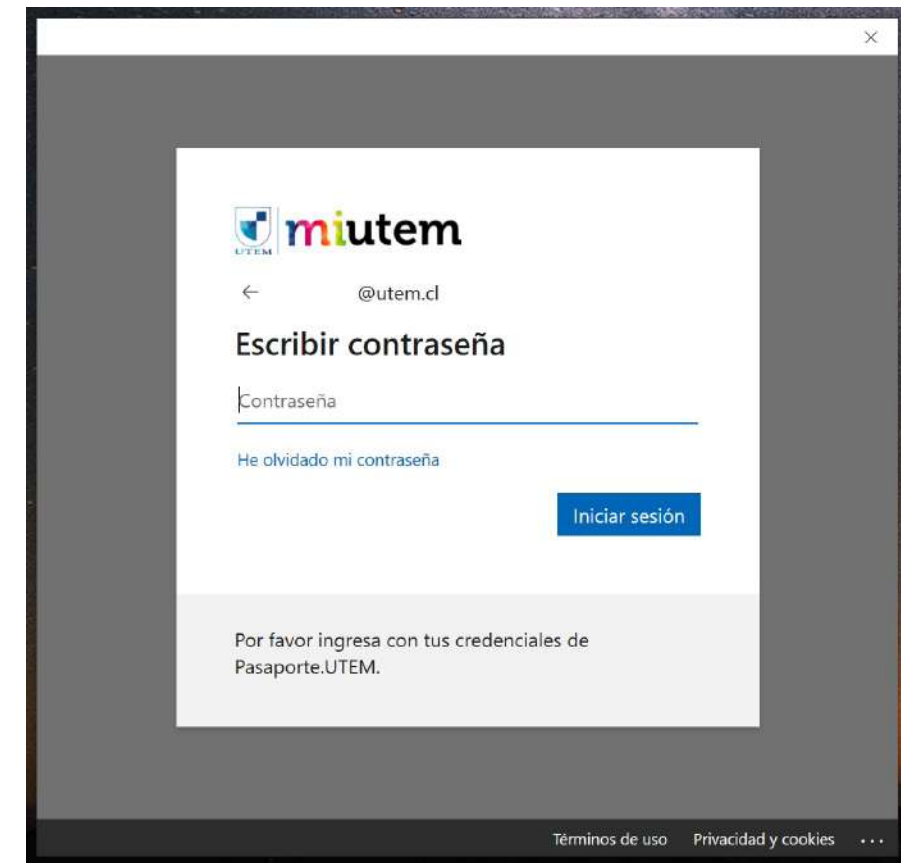 UTEM miutem
@utem.cl
Escribir contraseña
Contraseña
He olvidado mi contraseña
Iniciar sesión
Por favor ingresa con tus credenciales de
Pasaporte.UTEM.
Términos de uso Privacidad y cookies ...